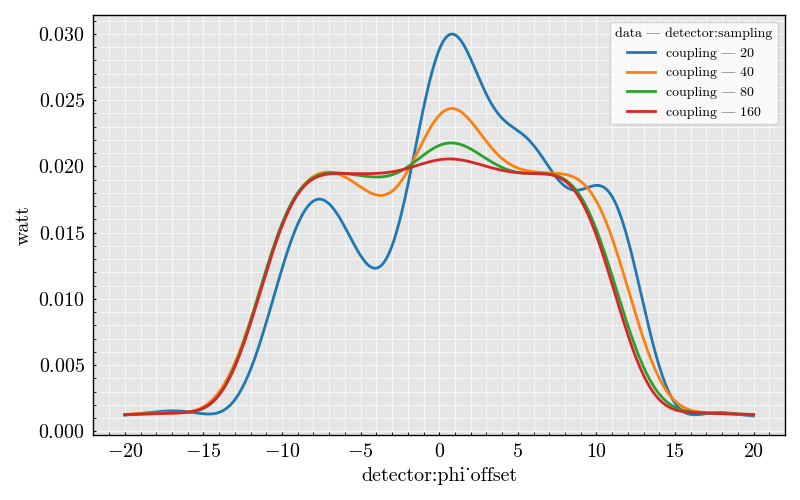 0.030
0.025
0.020
0.015
0.010
0.005
0.000
watt
−20 −15 −10 −5 0 5 10 15 20
detector:phi˙offset
data — detector:sampling
coupling — 20
coupling — 40
coupling — 80
coupling — 160